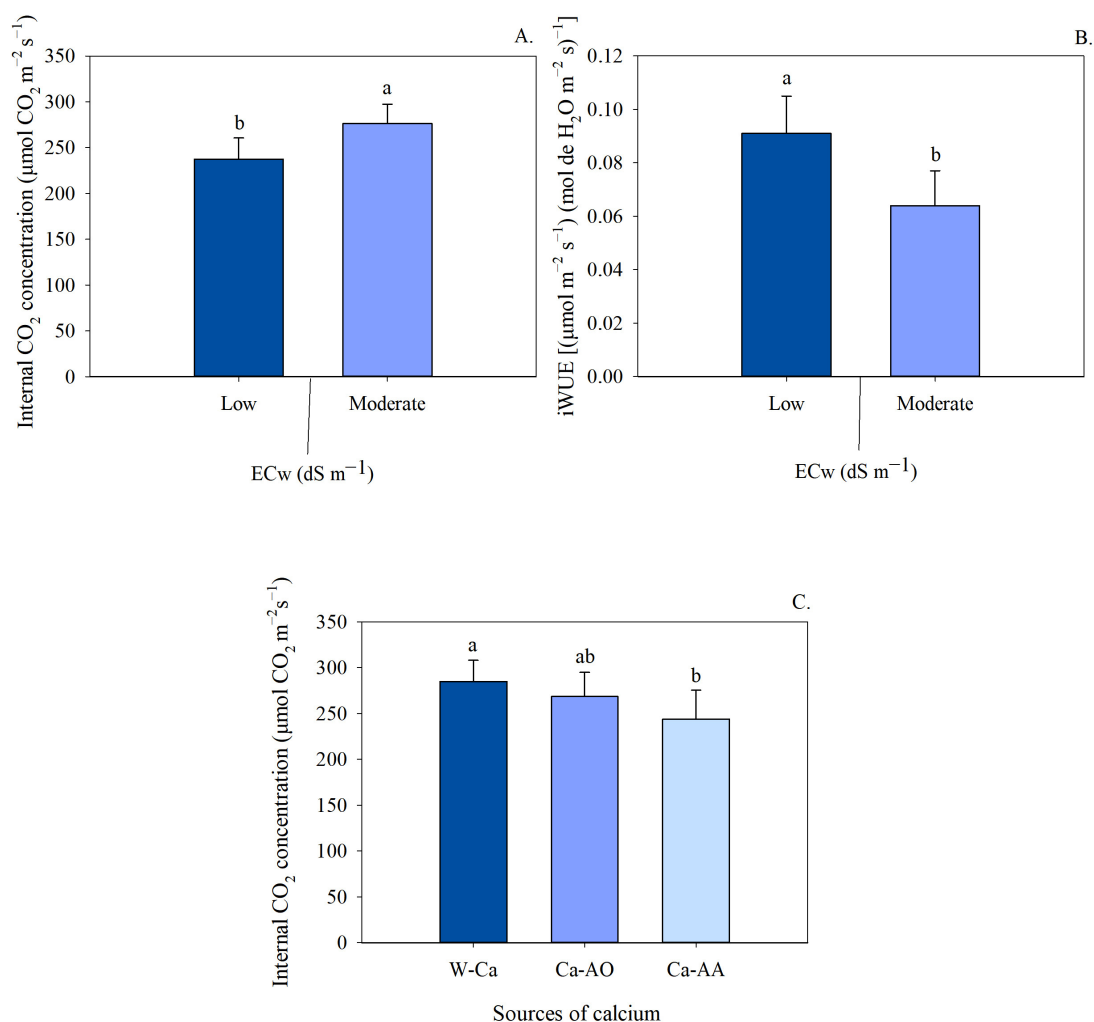 A.
Internal CO₂ concentration (µmol CO₂ m⁻² s⁻¹)
350
300
250
200
150
100
50
0
b
a
Low
Moderate
ECw (dS m⁻¹)
B.
iWUE [(µmol m⁻² s⁻¹) (mol de H₂O m⁻² s)⁻¹]
0.12
0.10
0.08
0.06
0.04
0.02
0.00
a
b
Low
Moderate
ECw (dS m⁻¹)
C.
Internal CO₂ concentration (µmol CO₂ m⁻² s⁻¹)
350
300
250
200
150
100
50
0
a
ab
b
W-Ca
Ca-AO
Ca-AA
Sources of calcium